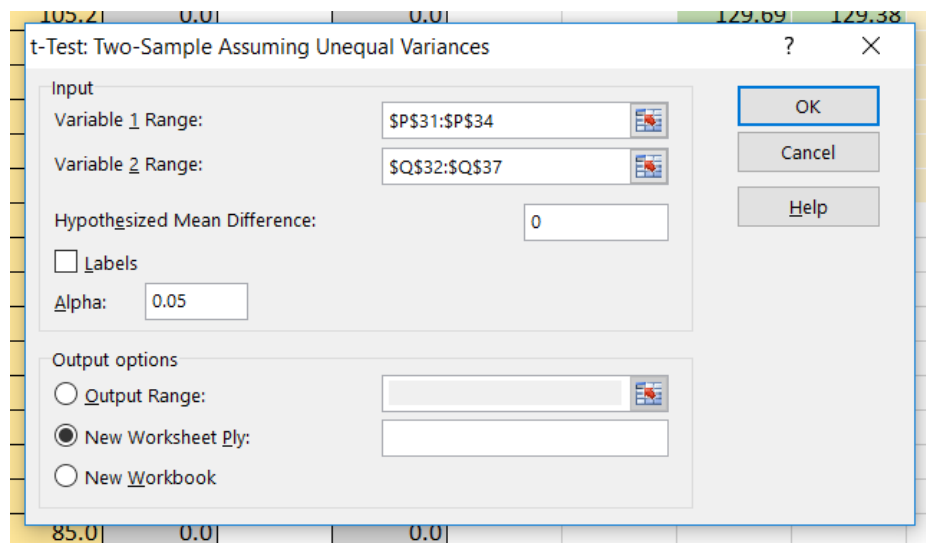 105.2 0.0 0.0 129.69 129.38
t-Test: Two-Sample Assuming Unequal Variances ? X
Input
Variable 1 Range: $P$31:$P$34
Variable 2 Range: $Q$32:$Q$37
Hypothesized Mean Difference: 0
Labels
Alpha: 0.05
OK
Cancel
Help
Output options
Output Range:
New Worksheet Ply:
New Workbook
85.0 0.0 0.0